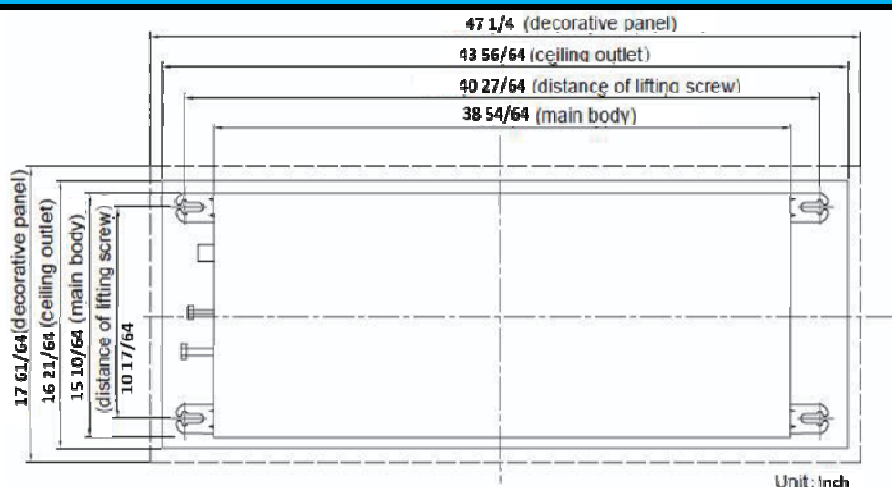 47 1/4 (decorative panel)
43 56/64 (ceiling outlet)
40 27/64 (distance of lifting screw)
38 54/64 (main body)
17 61/64(decorative panel)
16 21/64 (ceiling outlet)
15 10/64 (main body)
(distance of lifting screw)
10 17/64
Unit: Inch